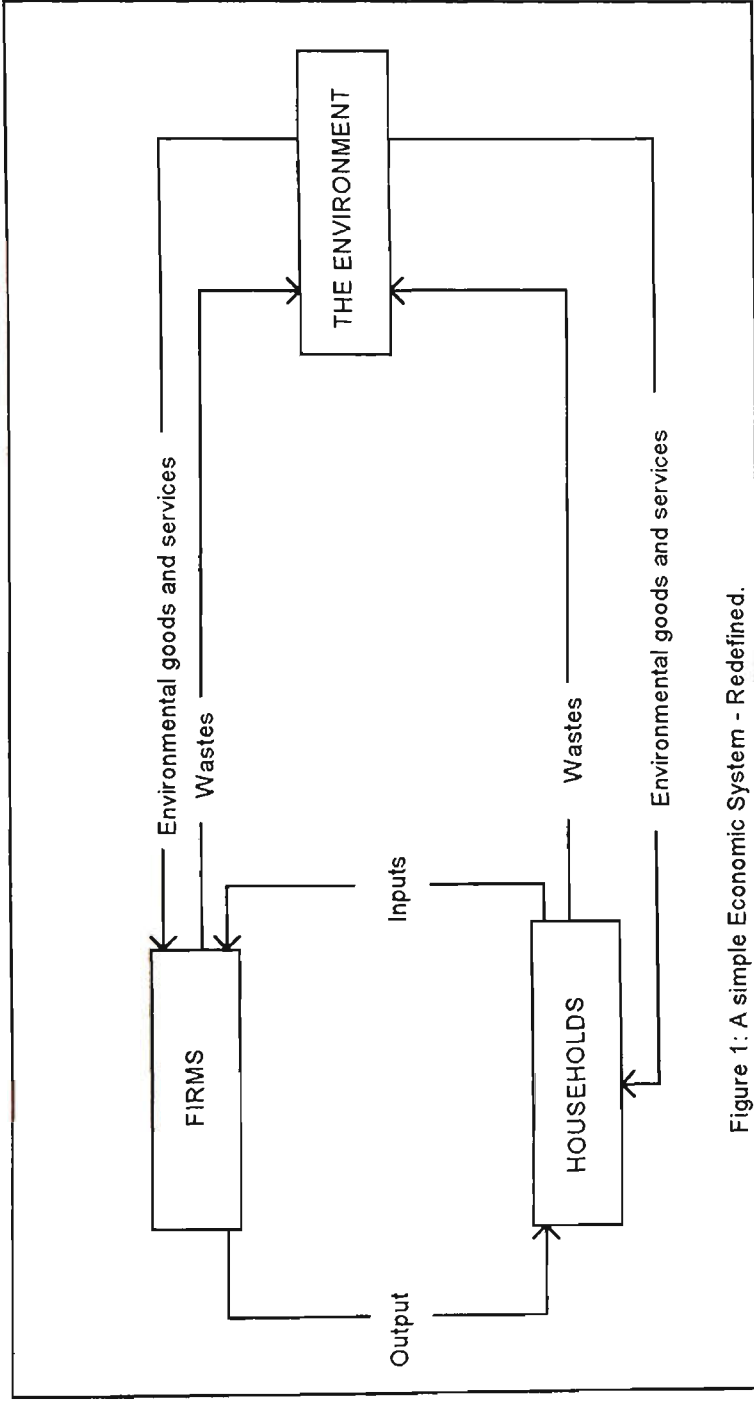 Environmental goods and services
Wastes
FIRMS
THE ENVIRONMENT
Output
Inputs
HOUSEHOLDS
Wastes
Environmental goods and services
Figure 1: A simple Economic System - Redefined.